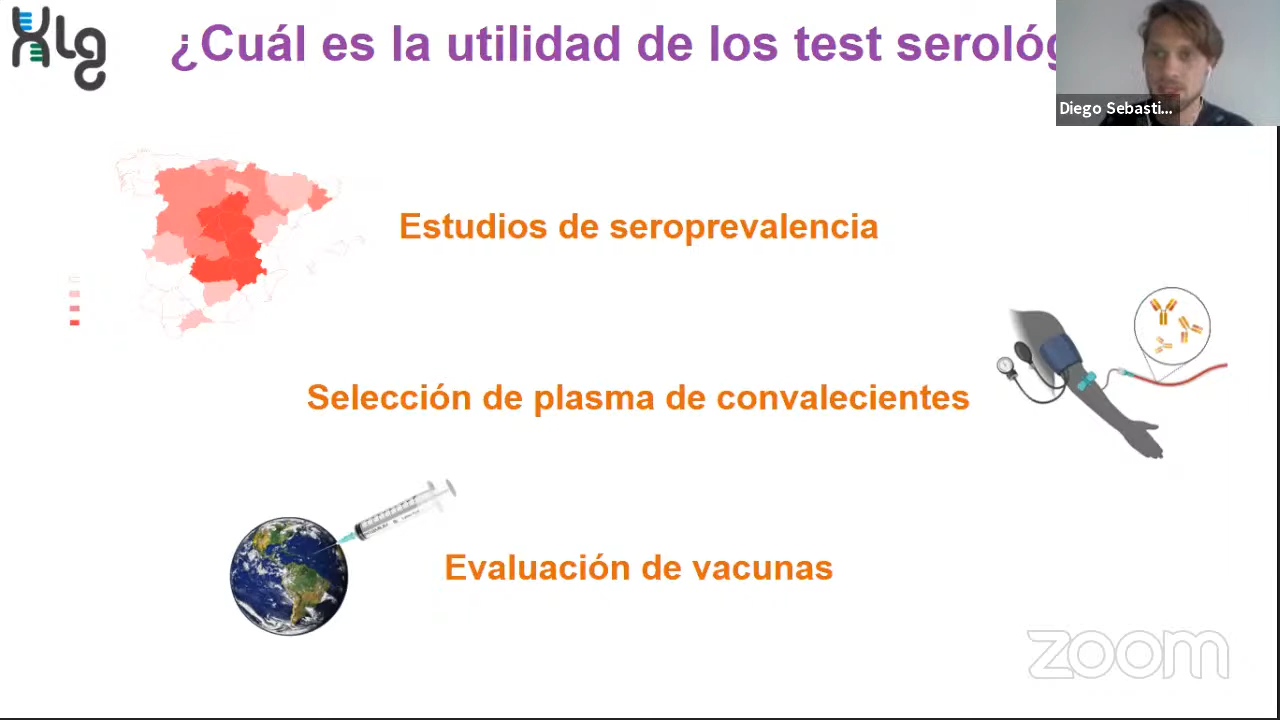 xlg
¿Cuál es la utilidad de los test seroló
Diego Sebasti...
Estudios de seroprevalencia
Selección de plasma de convalecientes
Evaluación de vacunas
zoom